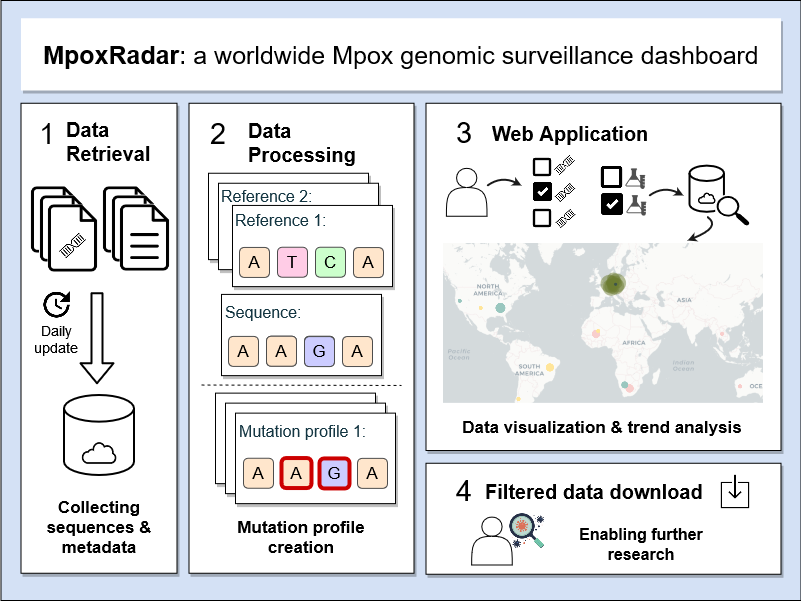 MpoxRadar: a worldwide Mpox genomic surveillance dashboard
1 Data
Retrieval
Daily
update
Collecting
sequences &
metadata
2 Data
Processing
Reference 2:
Reference 1:
A T C A
Sequence:
A A G A
Mutation profile 1:
A A G A
Mutation profile
creation
3 Web Application
NORTH
AMERICA
ASIA
Pacific
Ocean
AFRICA
Indian
Ocean
SOUTH
AMERICA
OCE
Data visualization & trend analysis
4 Filtered data download
Enabling further
research